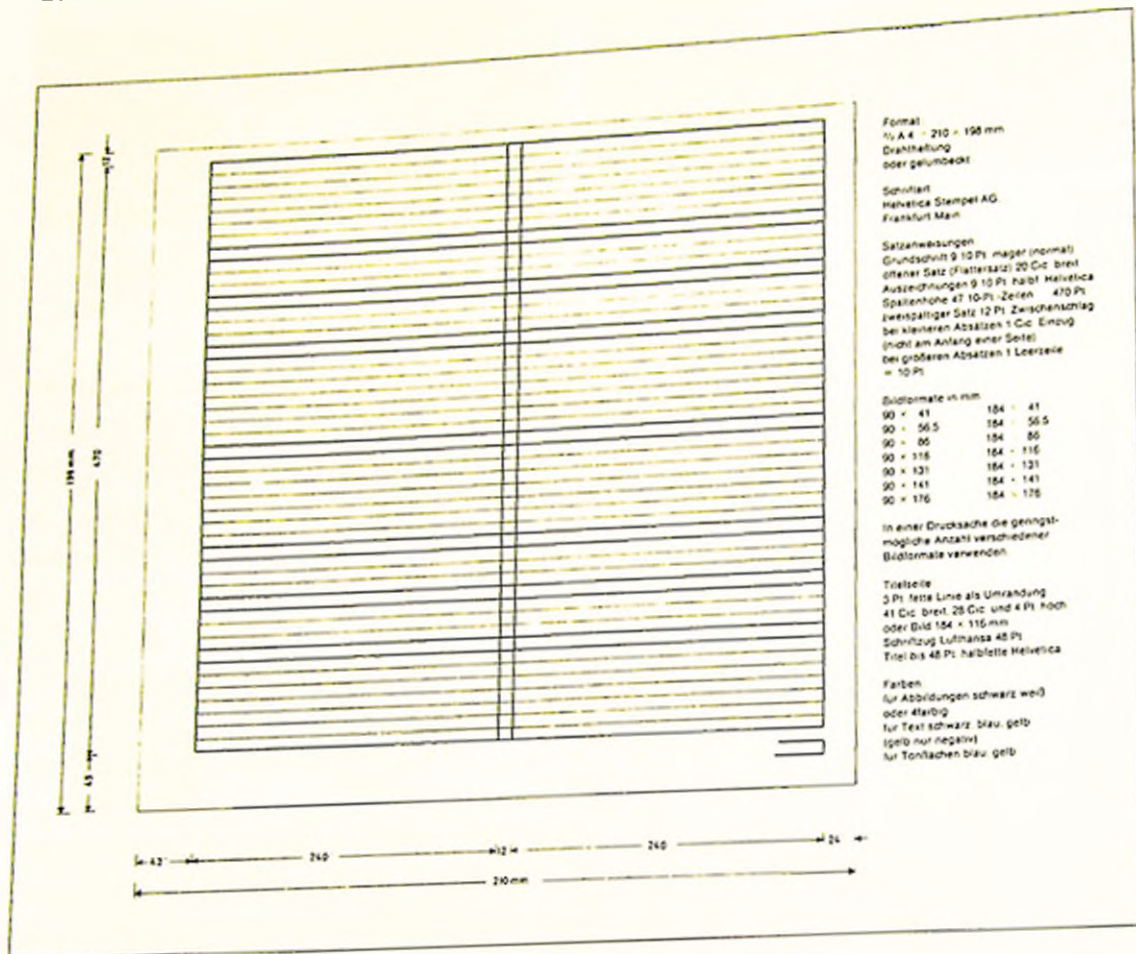 12
198 mm
470
45
42
240
12
240
24
210 mm
Format
⅔ A 4 = 210 × 198 mm
Drahtheftung
oder gelumbeckt
Schriftart
Helvetica Stempel AG
Frankfurt Main
Satzanweisungen
Grundschrift 9 10 Pt. mager (normal)
offener Satz (Flattersatz) 20 Cic. breit
Auszeichnungen 9 10 Pt. halbf. Helvetica
Spaltenhöhe 47 10-Pt.-Zeilen 470 Pt.
zweispaltiger Satz 12 Pt. Zwischenschlag
bei kleineren Absätzen 1 Cic. Einzug
(nicht am Anfang einer Seite)
bei größeren Absätzen 1 Leerzeile
= 10 Pt.
Bildformate in mm
90 × 41 184 × 41
90 × 56.5 184 × 56.5
90 × 86 184 × 86
90 × 116 184 × 116
90 × 131 184 × 131
90 × 141 184 × 141
90 × 176 184 × 176
In einer Drucksache die geringst-
mögliche Anzahl verschiedener
Bildformate verwenden.
Titelseite
3 Pt. fette Linie als Umrandung
41 Cic. breit, 28 Cic. und 4 Pt. hoch
oder Bild 184 × 116 mm
Schriftzug Lufthansa 48 Pt.
Titel bis 48 Pt. halbfette Helvetica
Farben
für Abbildungen schwarz weiß
oder 4farbig
für Text schwarz, blau, gelb
(gelb nur negativ)
für Tonflächen blau, gelb